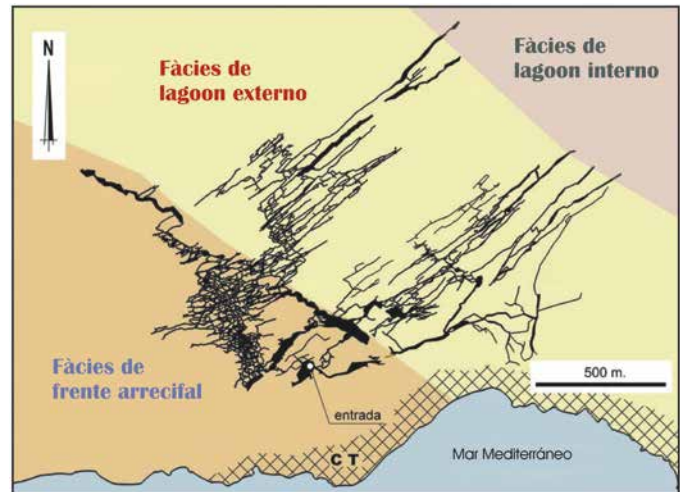 N
Fàcies de
lagoon externo
Fàcies de
lagoon interno
Fàcies de
frente arrecifal
entrada
500 m.
C T
Mar Mediterráneo